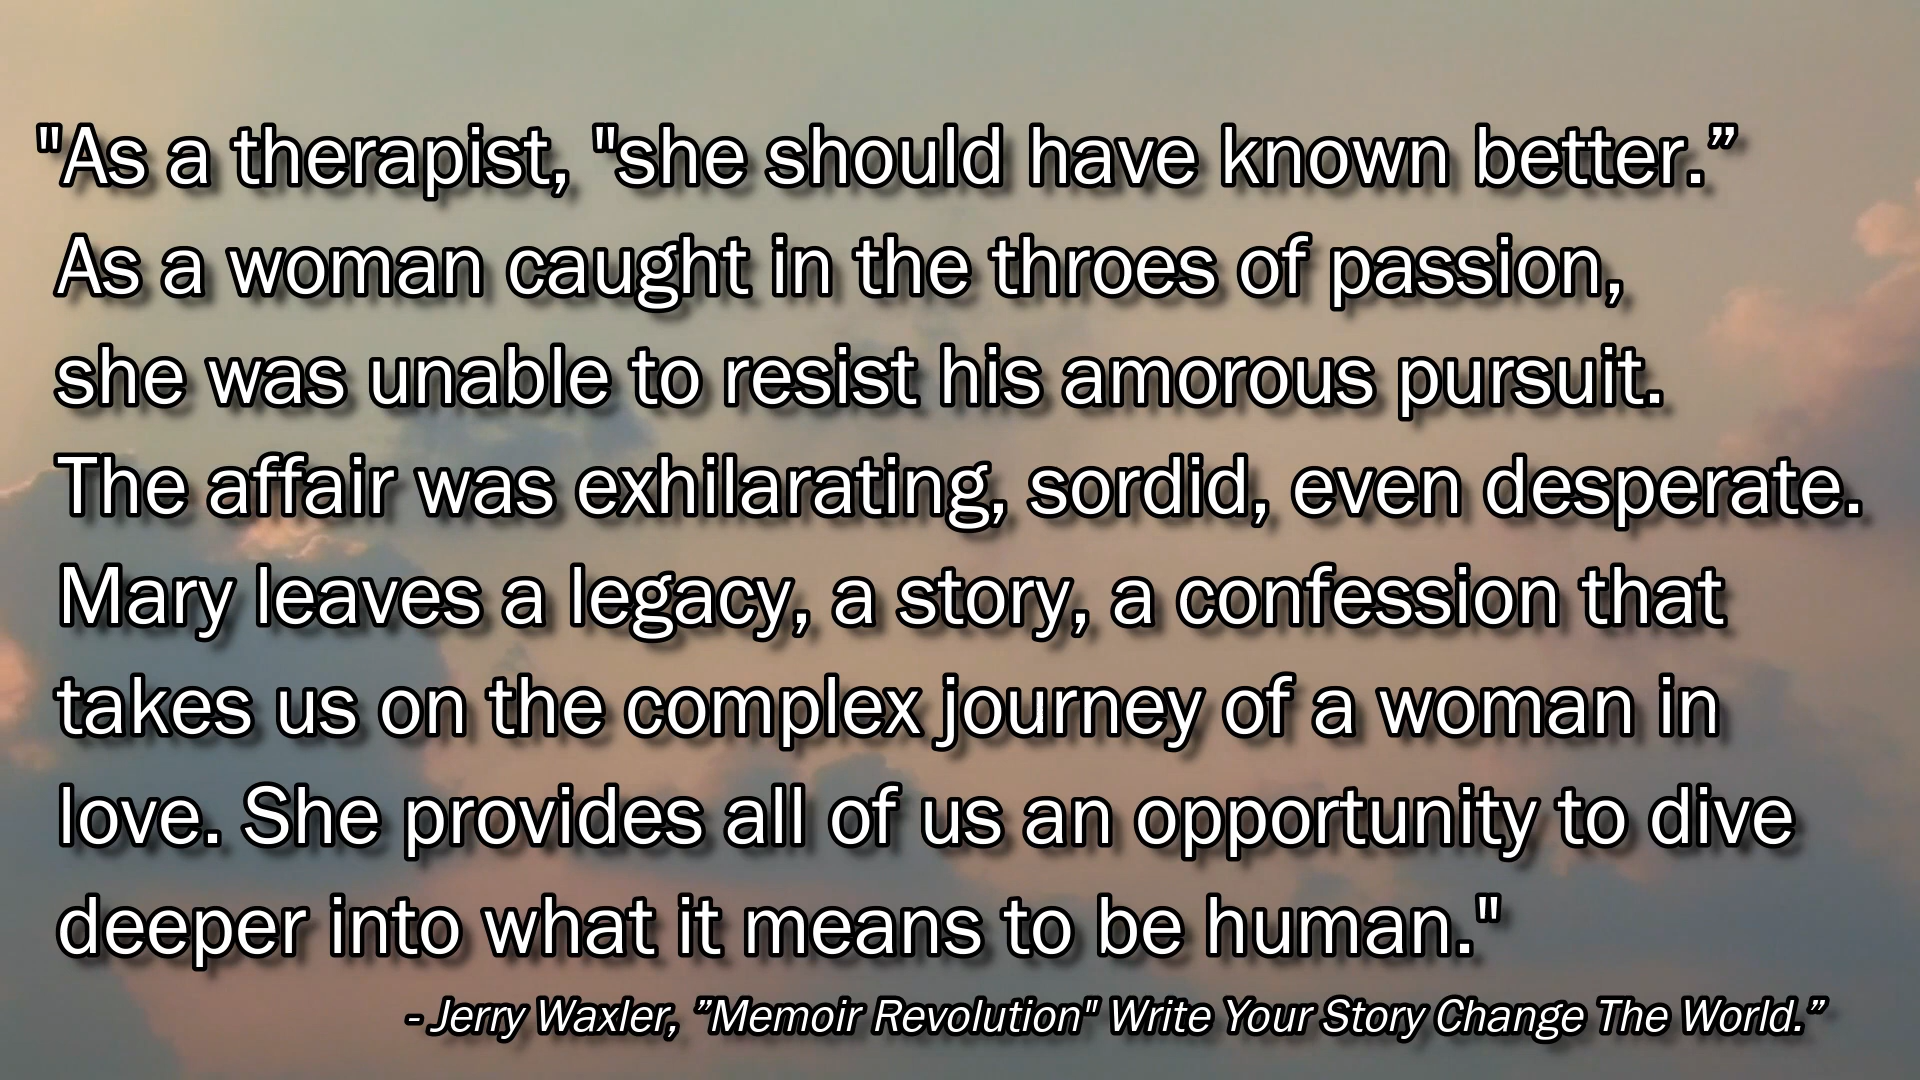 "As a therapist, "she should have known better.”
As a woman caught in the throes of passion,
she was unable to resist his amorous pursuit.
The affair was exhilarating, sordid, even desperate.
Mary leaves a legacy, a story, a confession that
takes us on the complex journey of a woman in
love. She provides all of us an opportunity to dive
deeper into what it means to be human."
- Jerry Waxler, ”Memoir Revolution" Write Your Story Change The World.”